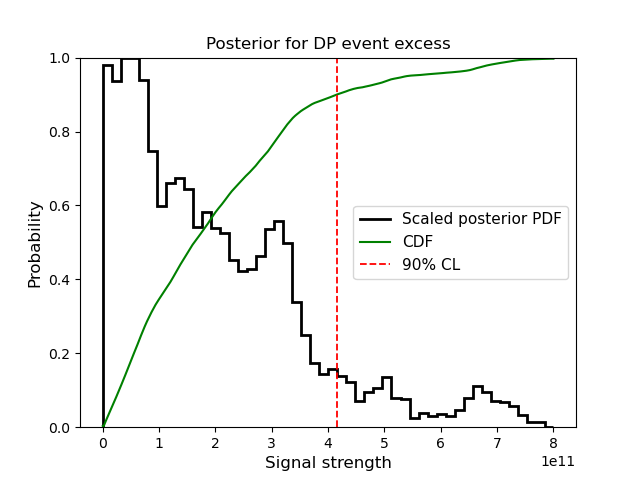 Posterior for DP event excess
Probability
1.0
0.8
0.6
0.4
0.2
0.0
Scaled posterior PDF
CDF
90% CL
0 1 2 3 4 5 6 7 8
1e11
Signal strength